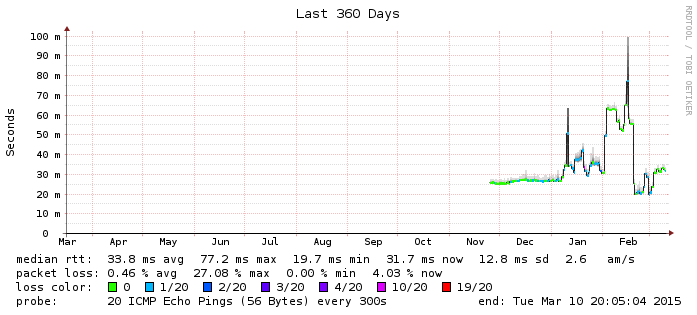 Last 360 Days
RRDTOOL / TOBI OETIKER
Seconds
100 m
90 m
80 m
70 m
60 m
50 m
40 m
30 m
20 m
10 m
0
Mar Apr May Jun Jul Aug Sep Oct Nov Dec Jan Feb
median rtt: 33.8 ms avg 77.2 ms max 19.7 ms min 31.7 ms now 12.8 ms sd 2.6 am/s
packet loss: 0.46 % avg 27.08 % max 0.00 % min 4.03 % now
loss color: 0 1/20 2/20 3/20 4/20 10/20 19/20
probe: 20 ICMP Echo Pings (56 Bytes) every 300s end: Tue Mar 10 20:05:04 2015